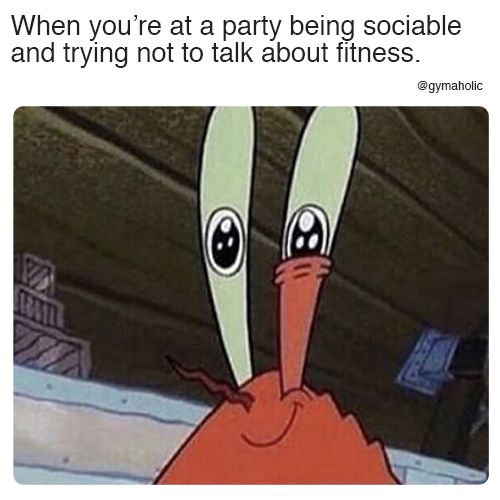 When you’re at a party being sociable
and trying not to talk about fitness.
@gymaholic